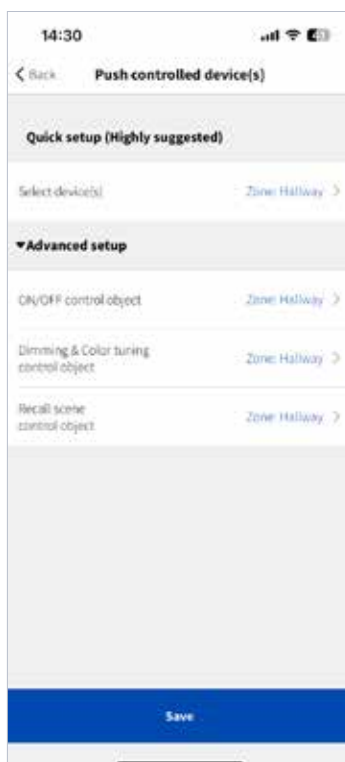 14:30
Back Push controlled device(s)
Quick setup (Highly suggested)
Select device(s) Zone: Hallway
▼Advanced setup
ON/OFF control object Zone: Hallway
Dimming & Color tuning
control object Zone: Hallway
Recall scene
control object Zone: Hallway
Save